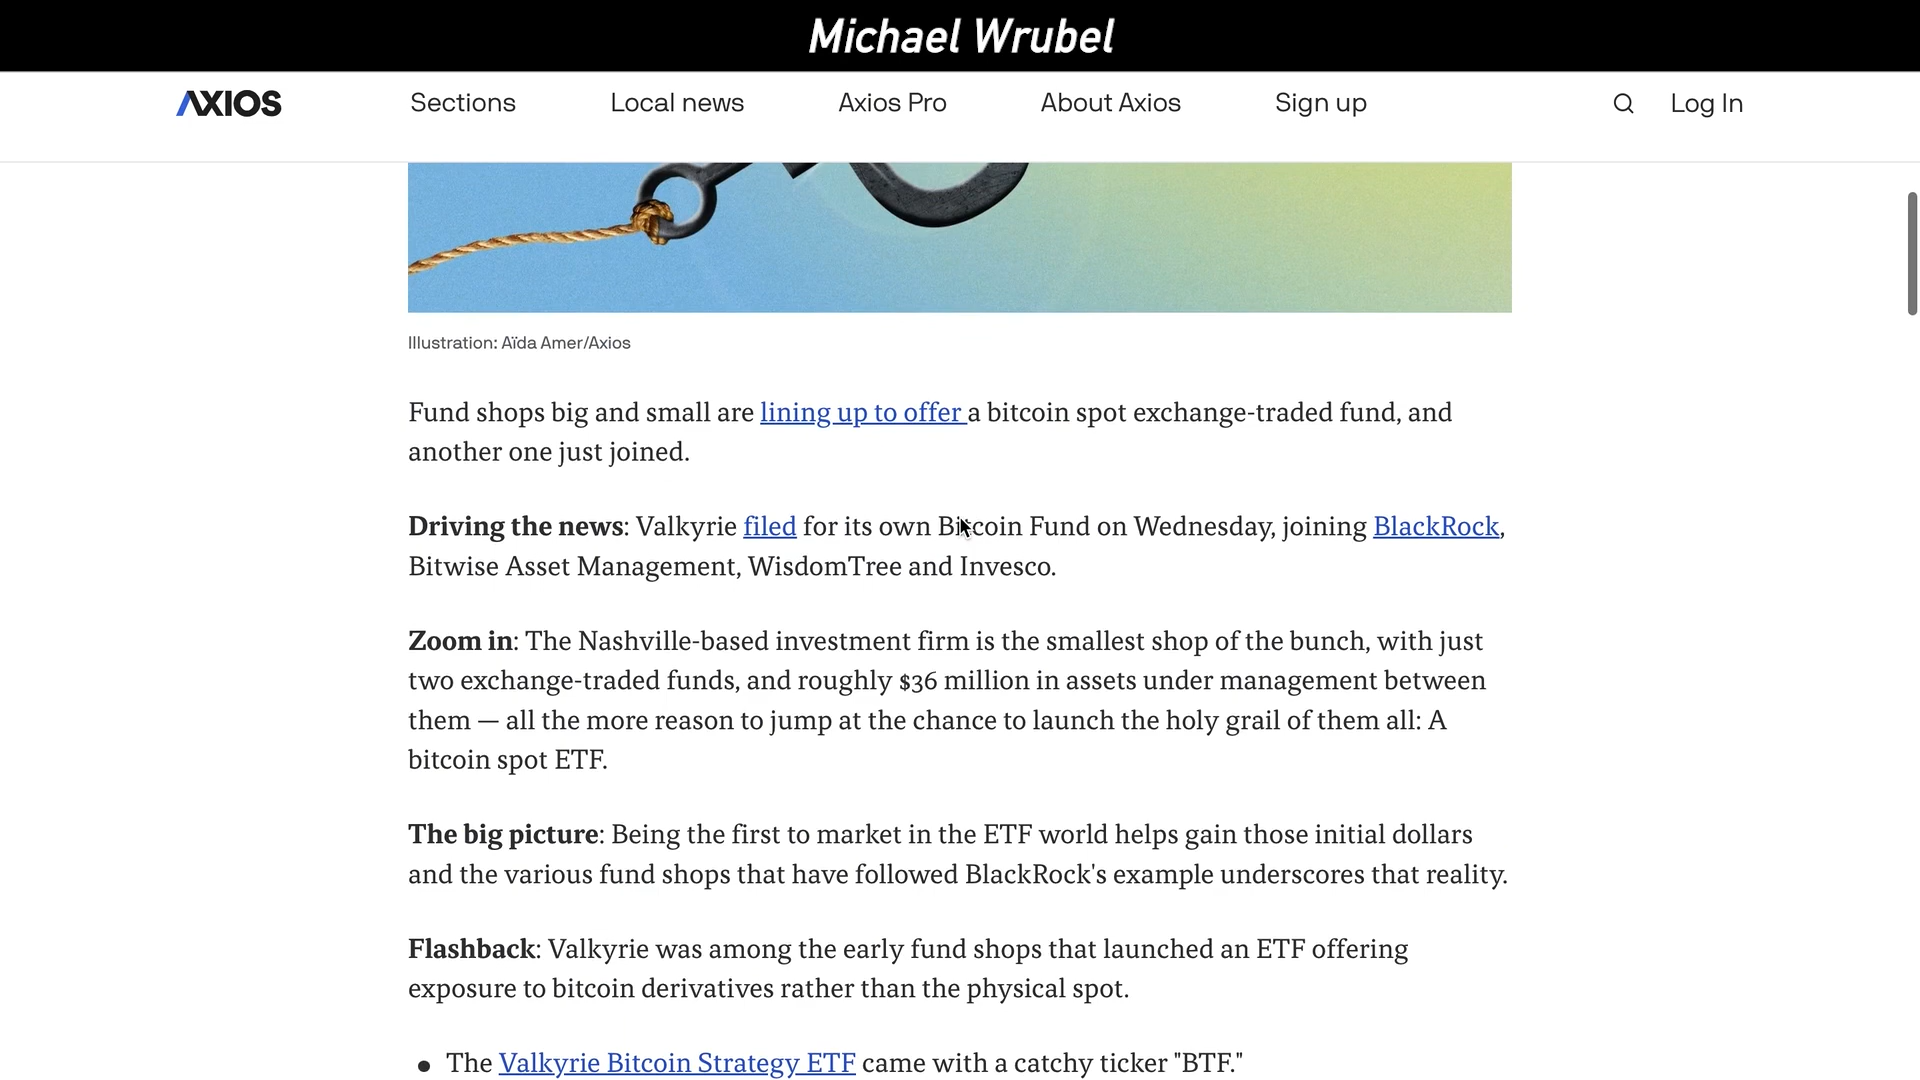 Michael Wrubel
AXIOS
Sections
Local news
Axios Pro
About Axios
Sign up
Log In
Illustration: Aïda Amer/Axios
Fund shops big and small are lining up to offer a bitcoin spot exchange-traded fund, and
another one just joined.
Driving the news: Valkyrie filed for its own Bitcoin Fund on Wednesday, joining BlackRock,
Bitwise Asset Management, WisdomTree and Invesco.
Zoom in: The Nashville-based investment firm is the smallest shop of the bunch, with just
two exchange-traded funds, and roughly $36 million in assets under management between
them — all the more reason to jump at the chance to launch the holy grail of them all: A
bitcoin spot ETF.
The big picture: Being the first to market in the ETF world helps gain those initial dollars
and the various fund shops that have followed BlackRock's example underscores that reality.
Flashback: Valkyrie was among the early fund shops that launched an ETF offering
exposure to bitcoin derivatives rather than the physical spot.
• The Valkyrie Bitcoin Strategy ETF came with a catchy ticker "BTF."